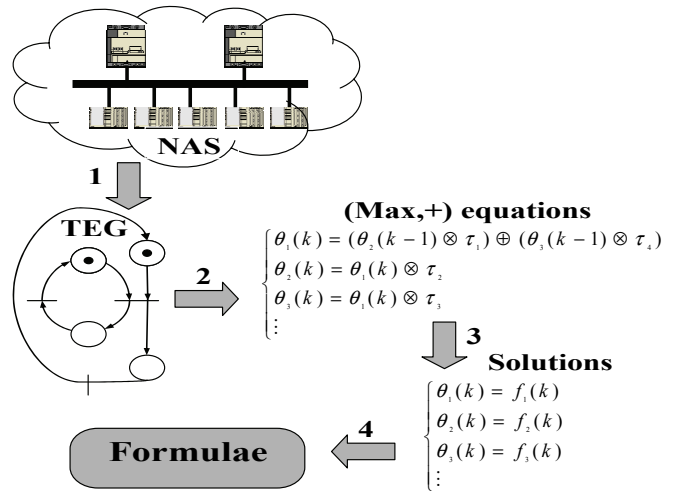 NAS
1
TEG
2
(Max,+) equations
θ₁(k) = (θ₂(k − 1) ⊗ τ₁) ⊕ (θ₃(k − 1) ⊗ τ₄)
θ₂(k) = θ₁(k) ⊗ τ₂
θ₃(k) = θ₁(k) ⊗ τ₃
⋮
3
Solutions
θ₁(k) = f₁(k)
θ₂(k) = f₂(k)
θ₃(k) = f₃(k)
⋮
4
Formulae